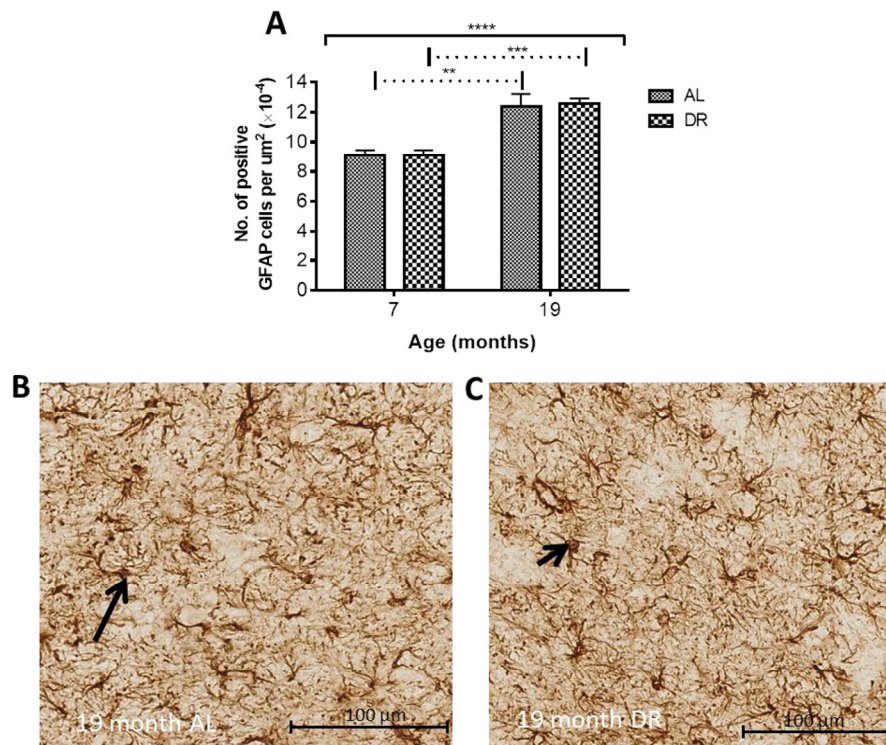 A
****
***
**
14
12
10
8
6
4
2
0
No. of positive
GFAP cells per um² (×10⁻⁴)
7
19
Age (months)
AL
DR
B
19 month AL
100 µm
C
19 month DR
100 µm